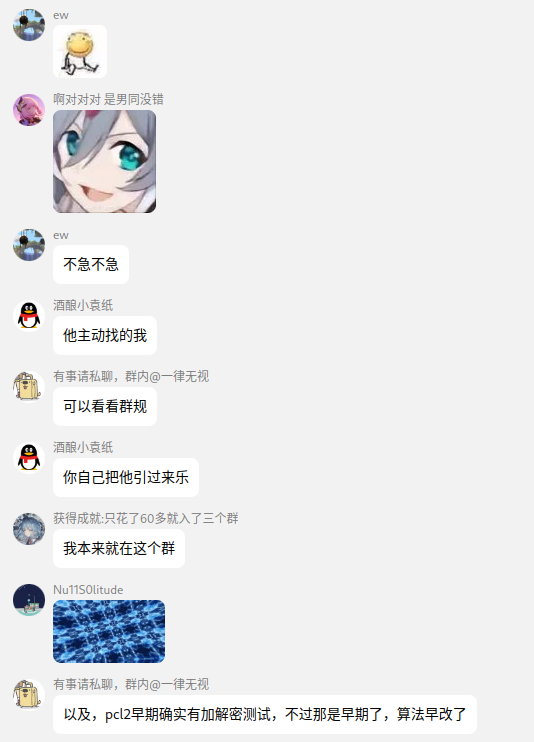 ew
啊对对对 是男同没错
ew
不急不急
酒酿小袁纸
他主动找的我
有事请私聊，群内@一律无视
可以看看群规
酒酿小袁纸
你自己把他引过来乐
获得成就:只花了60多就入了三个群
我本来就在这个群
Nu11S0litude
有事请私聊，群内@一律无视
以及，pcl2早期确实有加解密测试，不过那是早期了，算法早改了